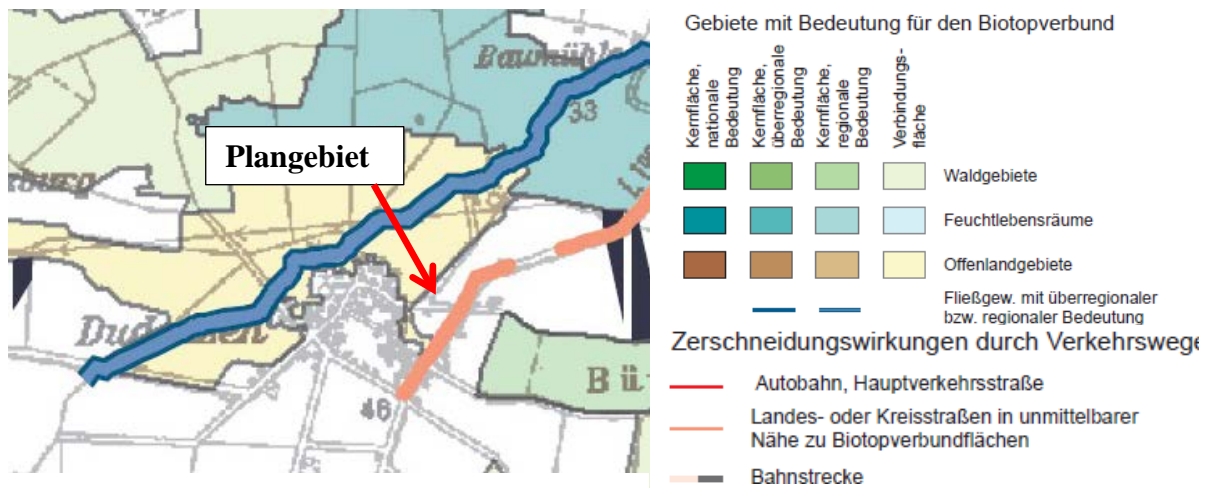 Baumühle
33
Plangebiet
46
Gebiete mit Bedeutung für den Biotopverbund
Kernfläche,
nationale
Bedeutung
Kernfläche,
überregionale
Bedeutung
Kernfläche,
regionale
Bedeutung
Verbindungs-
fläche
Waldgebiete
Feuchtlebensräume
Offenlandgebiete
Fließgew. mit überregionaler
bzw. regionaler Bedeutung
Zerschneidungswirkungen durch Verkehrswege
Autobahn, Hauptverkehrsstraße
Landes- oder Kreisstraßen in unmittelbarer
Nähe zu Biotopverbundflächen
Bahnstrecke